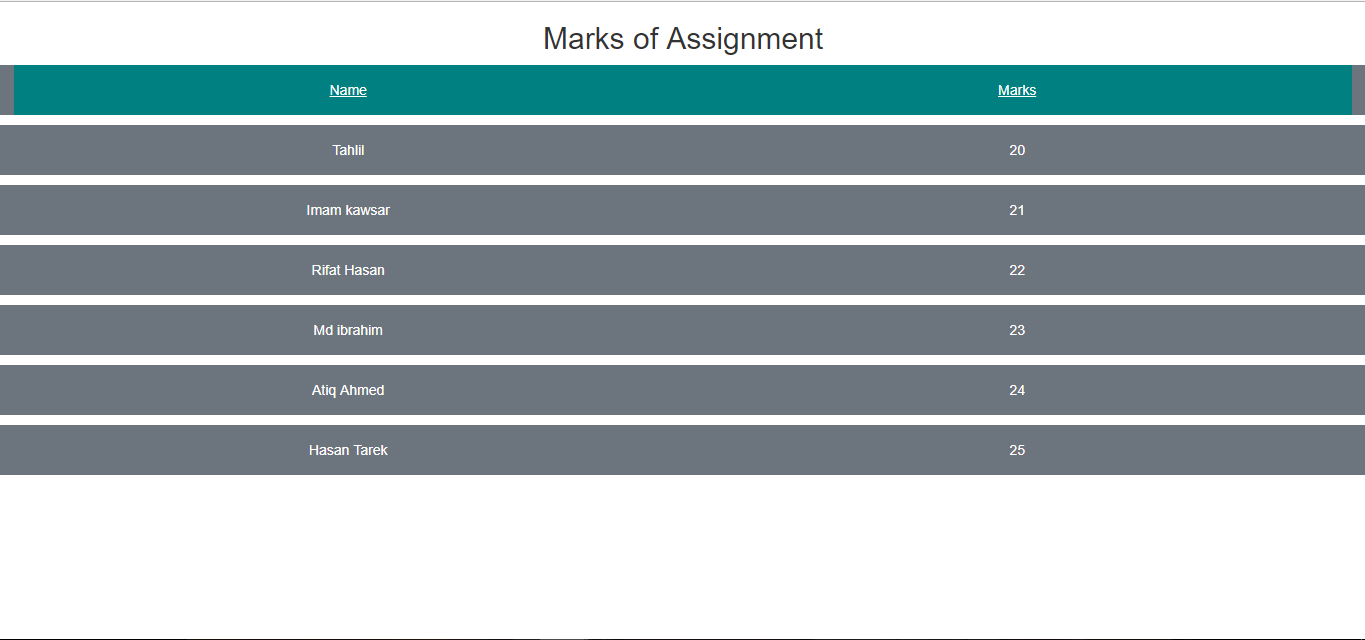 Marks of Assignment
Name Marks
Tahlil 20
Imam kawsar 21
Rifat Hasan 22
Md ibrahim 23
Atiq Ahmed 24
Hasan Tarek 25